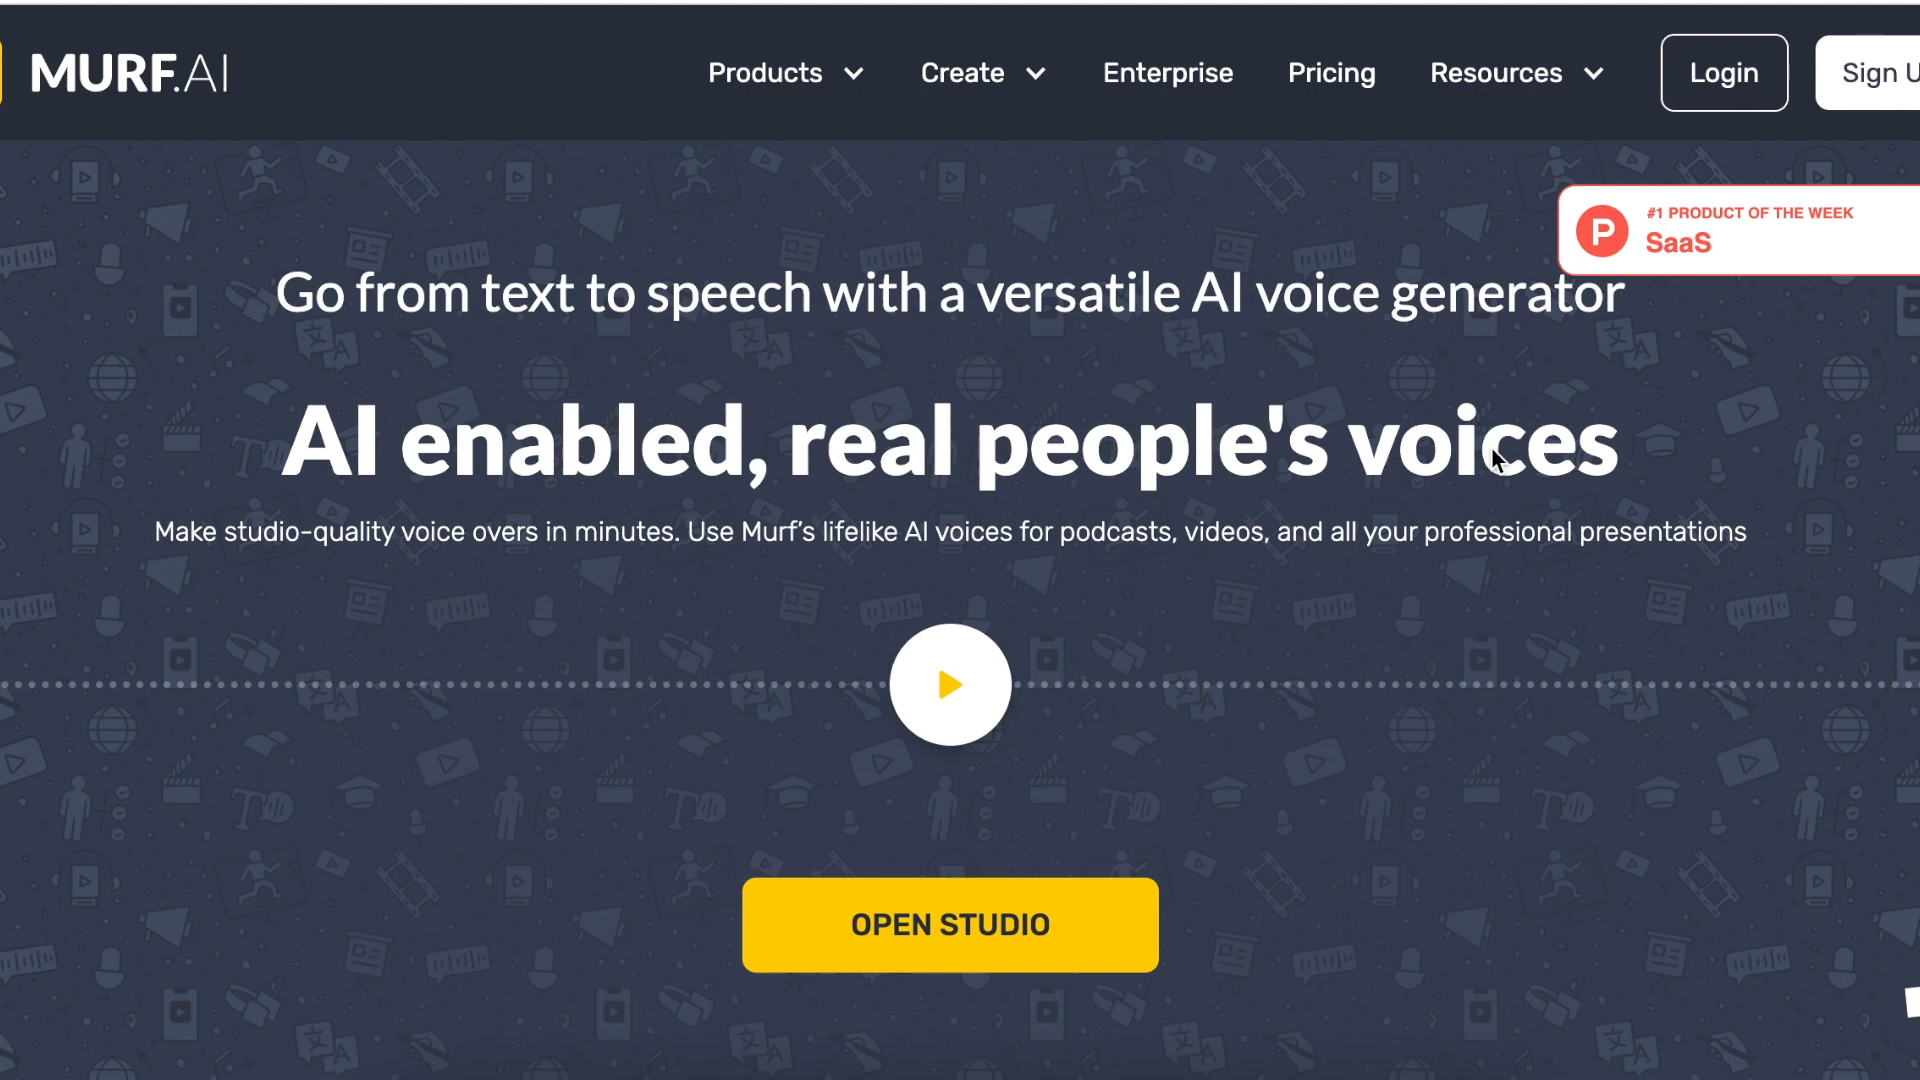 MURF.AI
Products
Create
Enterprise
Pricing
Resources
Login
Sign U
#1 PRODUCT OF THE WEEK
P
SaaS
Go from text to speech with a versatile AI voice generator
AI enabled, real people's voices
Make studio-quality voice overs in minutes. Use Murf’s lifelike AI voices for podcasts, videos, and all your professional presentations
OPEN STUDIO